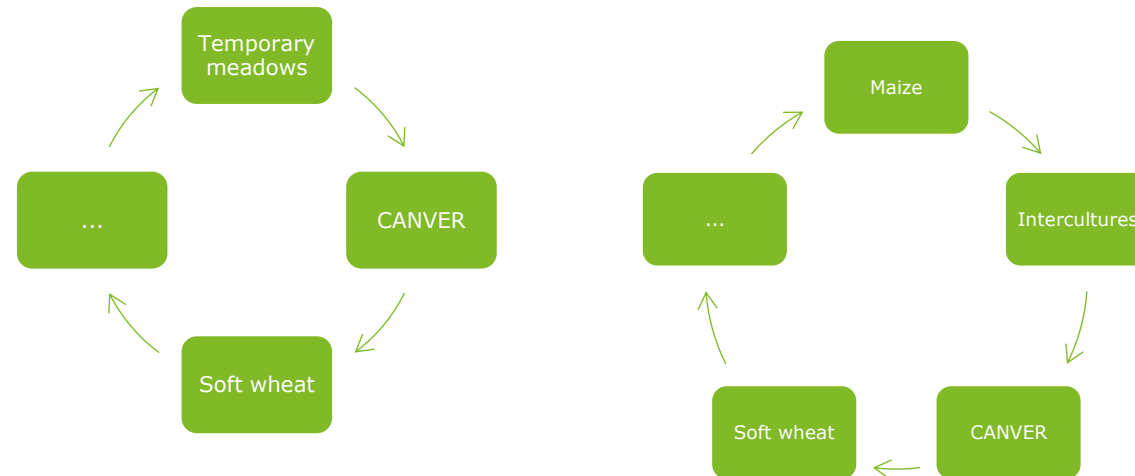 Temporary
meadows
CANVER
Soft wheat
...
Maize
Intercultures
CANVER
Soft wheat
...